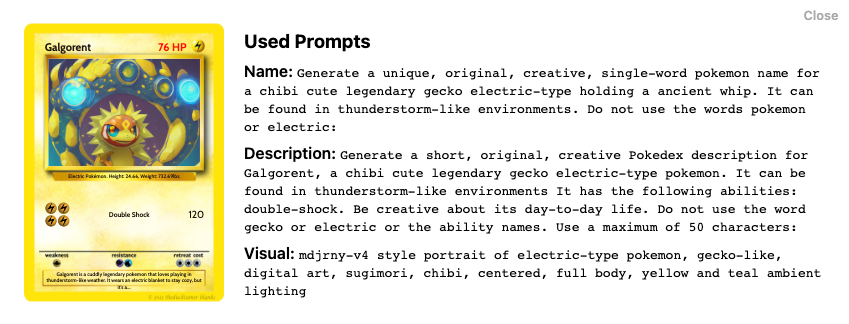 Close
Galgorent 76 HP
Electric Pokémon. Height: 24.66, Weight: 732.69lbs.
Double Shock 120
weakness resistance retreat cost
Galgorent is a cuddly legendary pokemon that loves playing in
thunderstorm-like weather. It wears an electric blanket to stay cozy, but
it's a...
Used Prompts
Name: Generate a unique, original, creative, single-word pokemon name for
a chibi cute legendary gecko electric-type holding a ancient whip. It can
be found in thunderstorm-like environments. Do not use the words pokemon
or electric:
Description: Generate a short, original, creative Pokedex description for
Galgorent, a chibi cute legendary gecko electric-type pokemon. It can be
found in thunderstorm-like environments It has the following abilities:
double-shock. Be creative about its day-to-day life. Do not use the word
gecko or electric or the ability names. Use a maximum of 50 characters:
Visual: mdjrny-v4 style portrait of electric-type pokemon, gecko-like,
digital art, sugimori, chibi, centered, full body, yellow and teal ambient
lighting